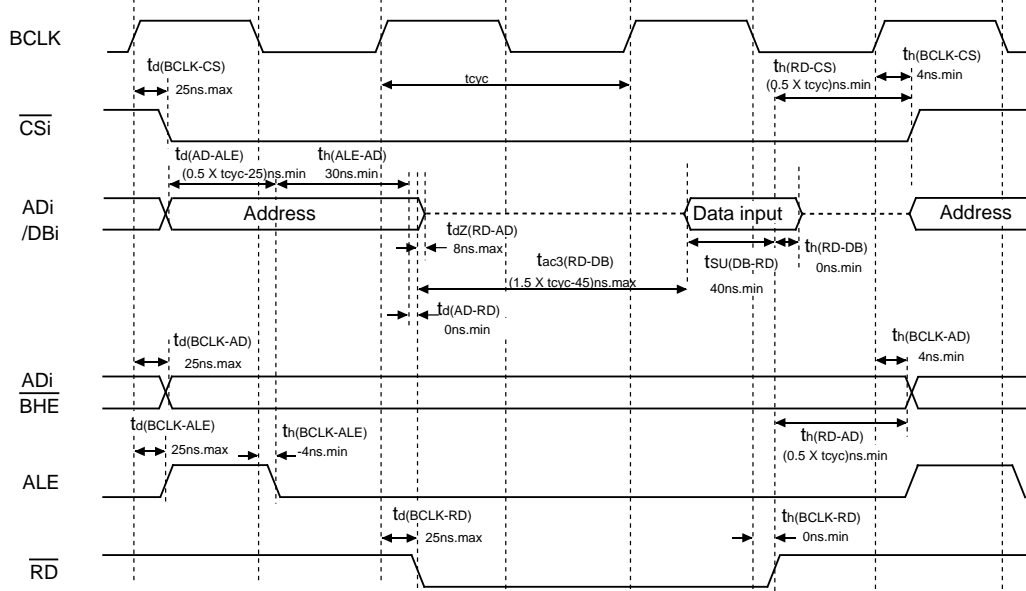 BCLK
td(BCLK-CS)
25ns.max
tcyc
th(RD-CS)
(0.5 X tcyc)ns.min
th(BCLK-CS)
4ns.min
CSi
td(AD-ALE)
(0.5 X tcyc-25)ns.min
th(ALE-AD)
30ns.min
ADi
/DBi
Address
Data input
Address
tdZ(RD-AD)
8ns.max
tac3(RD-DB)
(1.5 X tcyc-45)ns.max
tSU(DB-RD)
40ns.min
th(RD-DB)
0ns.min
td(AD-RD)
0ns.min
td(BCLK-AD)
25ns.max
th(BCLK-AD)
4ns.min
ADi
BHE
td(BCLK-ALE)
25ns.max
th(BCLK-ALE)
-4ns.min
th(RD-AD)
(0.5 X tcyc)ns.min
ALE
td(BCLK-RD)
25ns.max
th(BCLK-RD)
0ns.min
RD